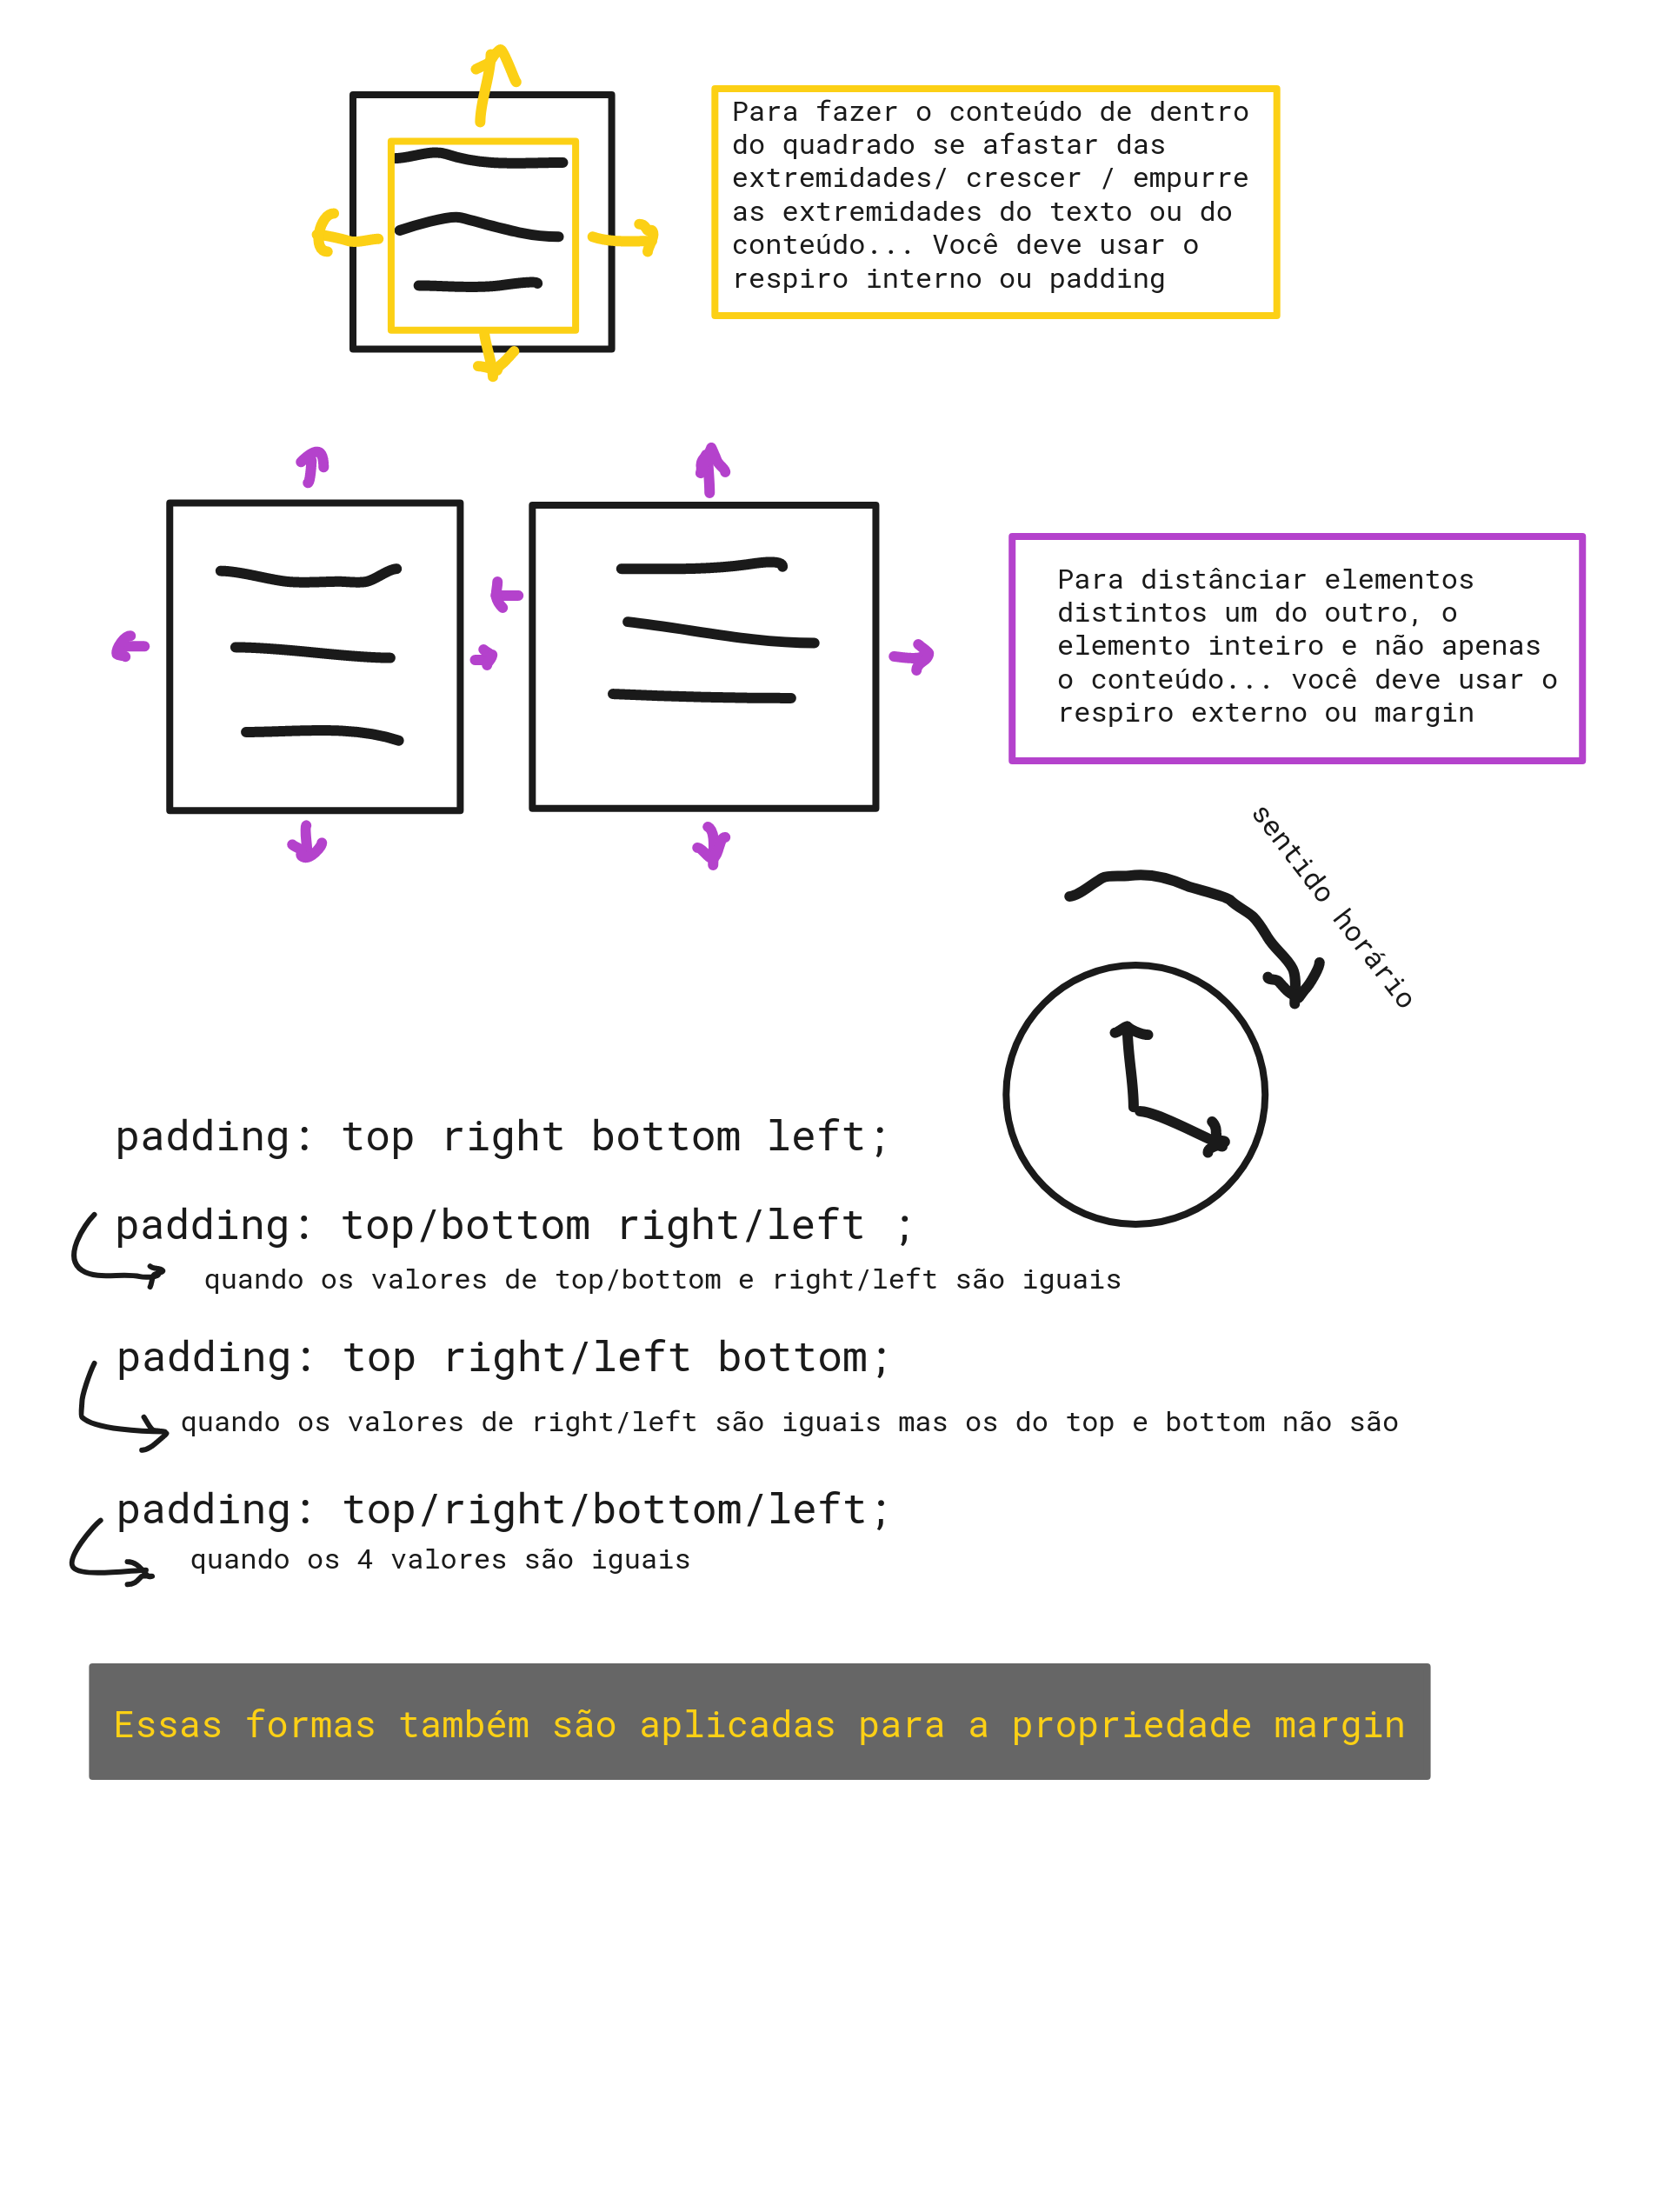 Para fazer o conteúdo de dentro
do quadrado se afastar das
extremidades/ crescer / empurre
as extremidades do texto ou do
conteúdo... Você deve usar o
respiro interno ou padding
Para distânciar elementos
distintos um do outro, o
elemento inteiro e não apenas
o conteúdo... você deve usar o
respiro externo ou margin
sentido horário
padding: top right bottom left;
padding: top/bottom right/left ;
quando os valores de top/bottom e right/left são iguais
padding: top right/left bottom;
quando os valores de right/left são iguais mas os do top e bottom não são
padding: top/right/bottom/left;
quando os 4 valores são iguais
Essas formas também são aplicadas para a propriedade margin